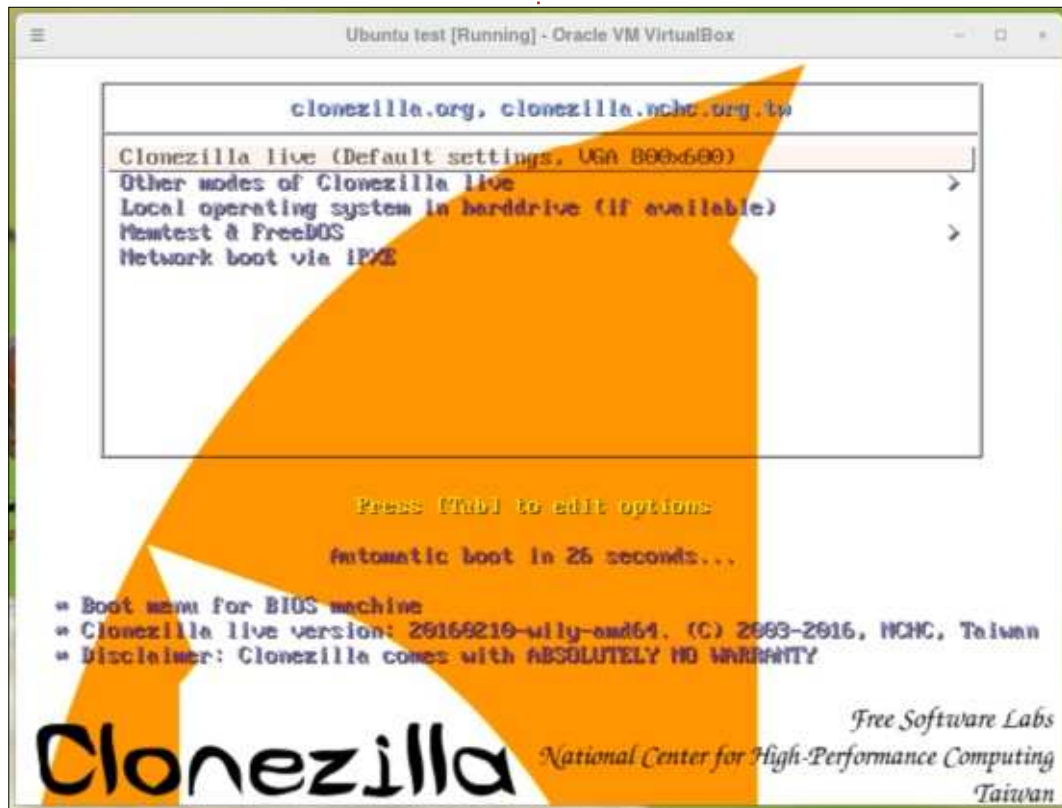 Ubuntu test [Running] - Oracle VM VirtualBox
clonezilla.org, clonezilla.nchc.org.tw
Clonezilla live (Default settings, VGA 800x600)
Other modes of Clonezilla live >
Local operating system in harddrive (if available)
Memtest & FreeDOS >
Network boot via iPXE
Press [Tab] to edit options
Automatic boot in 26 seconds...
* Boot menu for BIOS machine
* Clonezilla live version: 20160210-wily-amd64. (C) 2003-2016, NCHC, Taiwan
* Disclaimer: Clonezilla comes with ABSOLUTELY NO WARRANTY
Clonezilla
Free Software Labs
National Center for High-Performance Computing
Taiwan